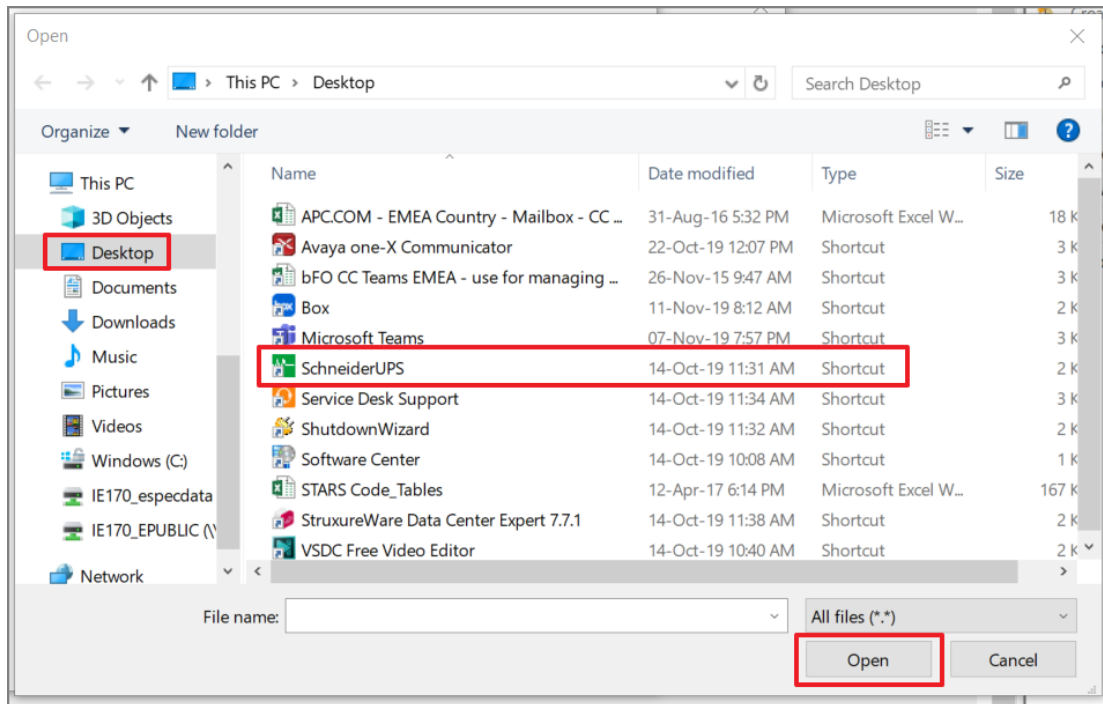 Open
This PC > Desktop
Search Desktop
Organize
New folder
?
This PC
3D Objects
Desktop
Documents
Downloads
Music
Pictures
Videos
Windows (C:)
IE170_especdata
IE170_EPUBLIC (\\
Network
Name Date modified Type Size
APC.COM - EMEA Country - Mailbox - CC ... 31-Aug-16 5:32 PM Microsoft Excel W... 18 K
Avaya one-X Communicator 22-Oct-19 12:07 PM Shortcut 3 K
bFO CC Teams EMEA - use for managing ... 26-Nov-15 9:47 AM Shortcut 3 K
Box 11-Nov-19 8:12 AM Shortcut 2 K
Microsoft Teams 07-Nov-19 7:57 PM Shortcut 3 K
SchneiderUPS 14-Oct-19 11:31 AM Shortcut 2 K
Service Desk Support 14-Oct-19 11:34 AM Shortcut 3 K
ShutdownWizard 14-Oct-19 11:32 AM Shortcut 2 K
Software Center 14-Oct-19 10:08 AM Shortcut 1 K
STARS Code_Tables 12-Apr-17 6:14 PM Microsoft Excel W... 167 K
StruxureWare Data Center Expert 7.7.1 14-Oct-19 11:38 AM Shortcut 2 K
VSDC Free Video Editor 14-Oct-19 10:40 AM Shortcut 2 K
File name:
All files (*.*)
Open
Cancel